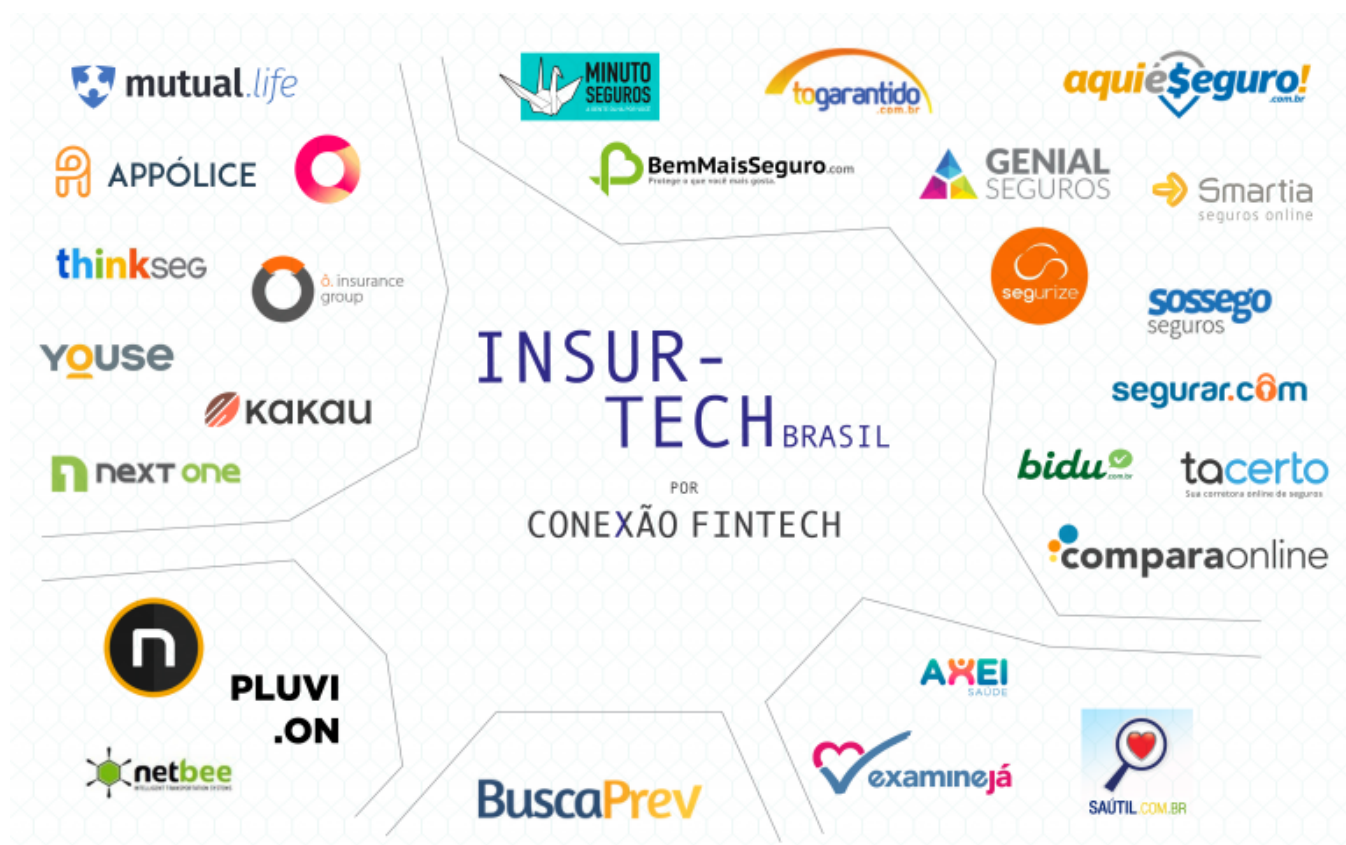 mutual.life
APPÓLICE
thinkseg
ô. insurance
group
YOUSE
KAKAU
NEXT ONE
MINUTO
SEGUROS
togarantido
.com.br
aquiéSeguro!
.com.br
BemMaisSeguro.com
Protege o que você mais gosta.
GENIAL
SEGUROS
Smartia
seguros online
segurize
sossego
seguros
segurar.com
bidu
.com.br
tacerto
Sua corretora online de seguros
comparaonline
INSUR-
TECH BRASIL
POR
CONEXÃO FINTECH
n
PLUVI
.ON
netbee
INTELLIGENT TRANSPORTATION SYSTEMS
BuscaPrev
AXEI
SAÚDE
examinejá
SAÚTIL.COM.BR